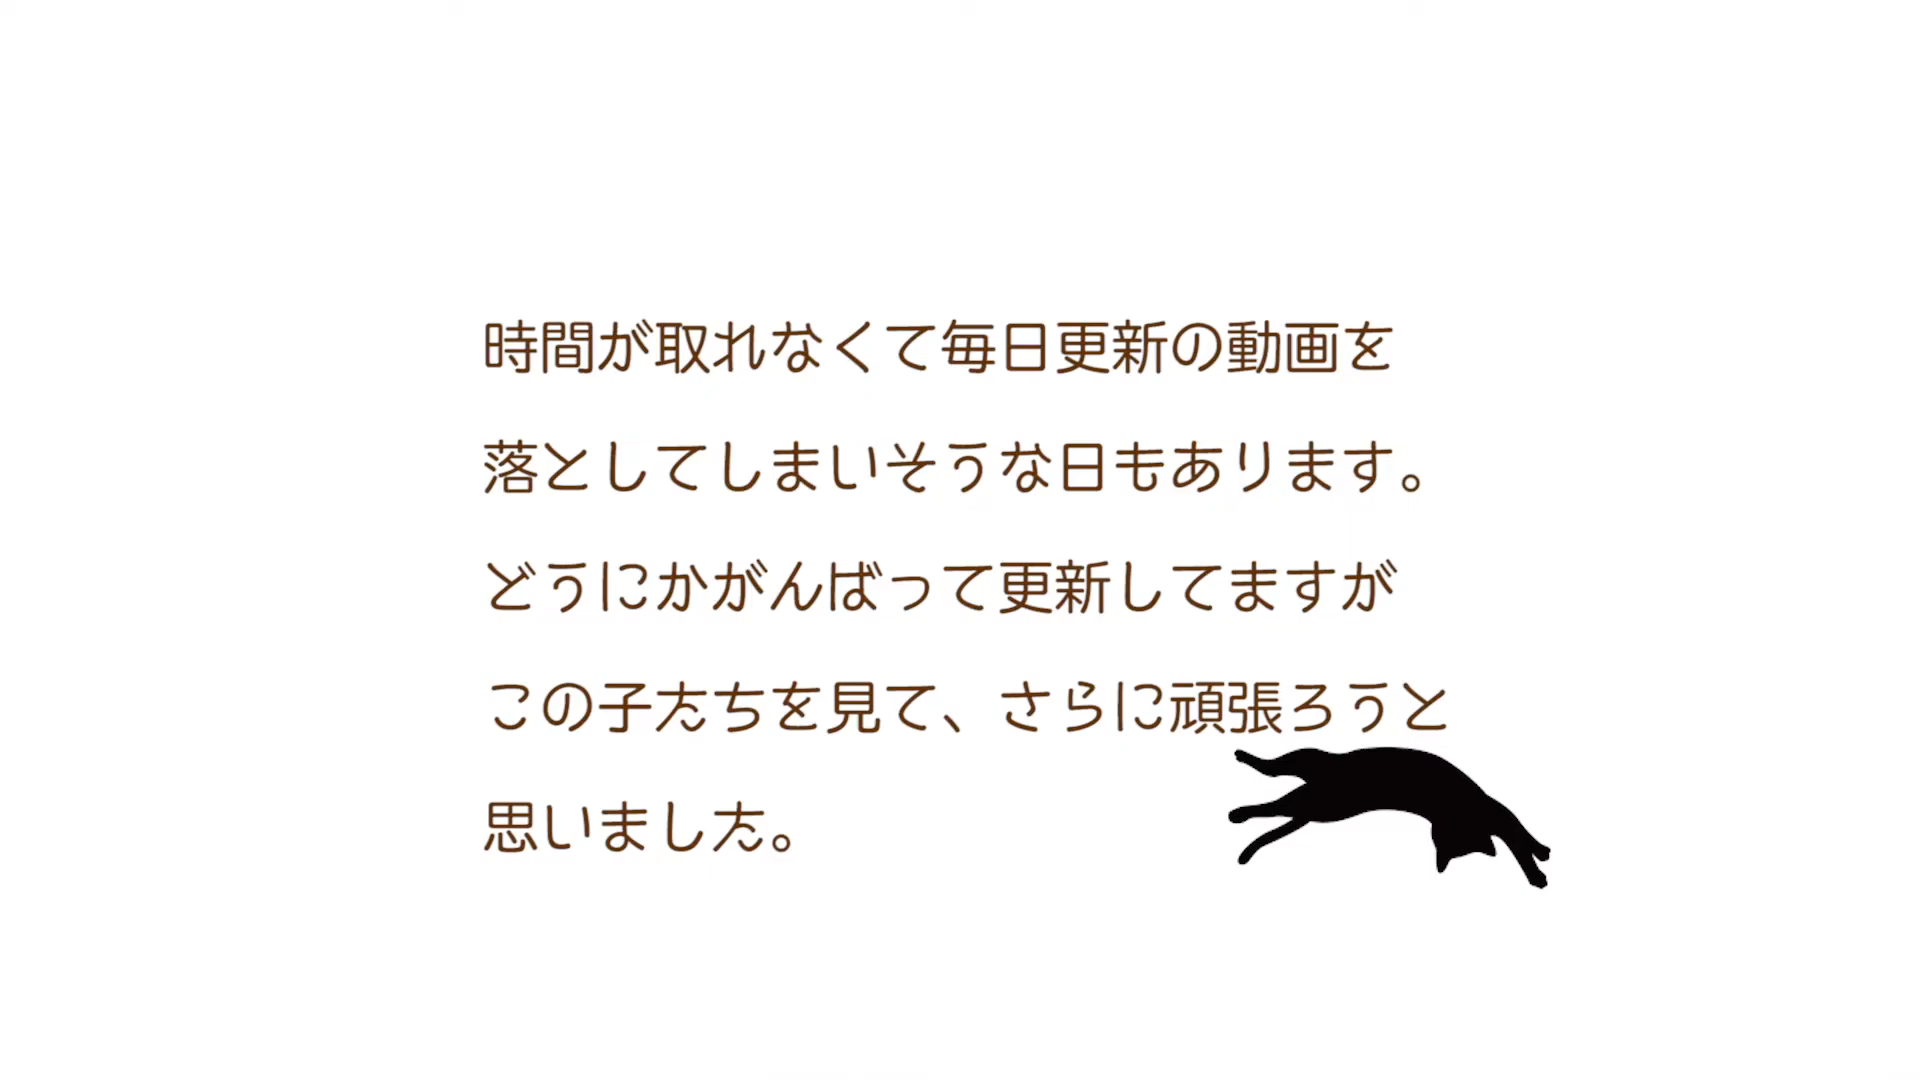 時間が取れなくて毎日更新の動画を
落としてしまいそうな日もあります。
どうにかがんばって更新してますが
この子たちを見て、さらに頑張ろうと
思いました。